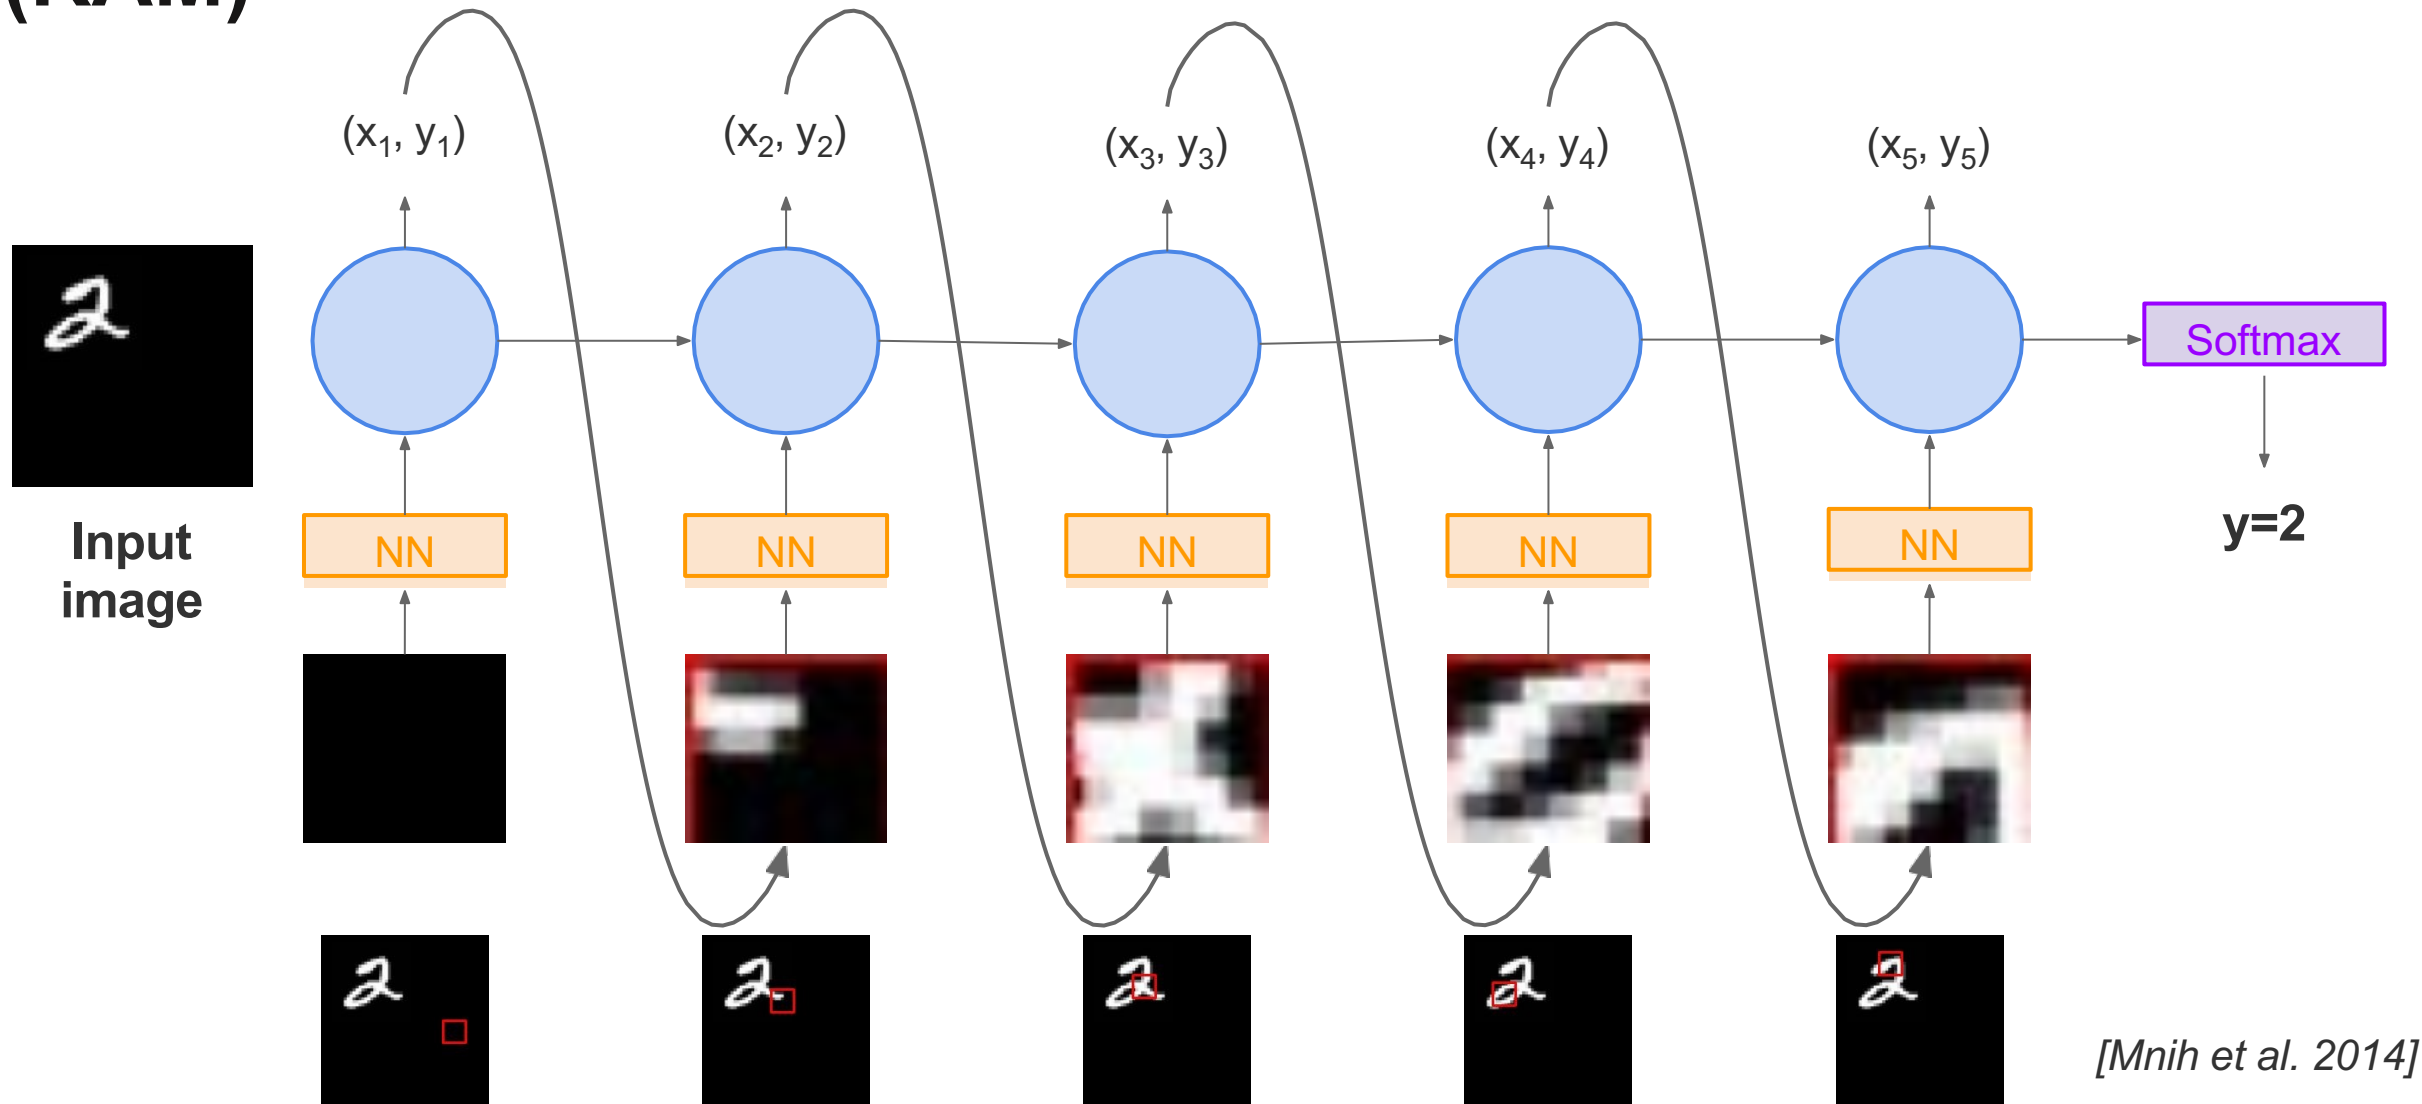 (RAM)
(x₁, y₁) (x₂, y₂) (x₃, y₃) (x₄, y₄) (x₅, y₅)
Softmax
Input
image
NN NN NN NN NN
y=2
[Mnih et al. 2014]